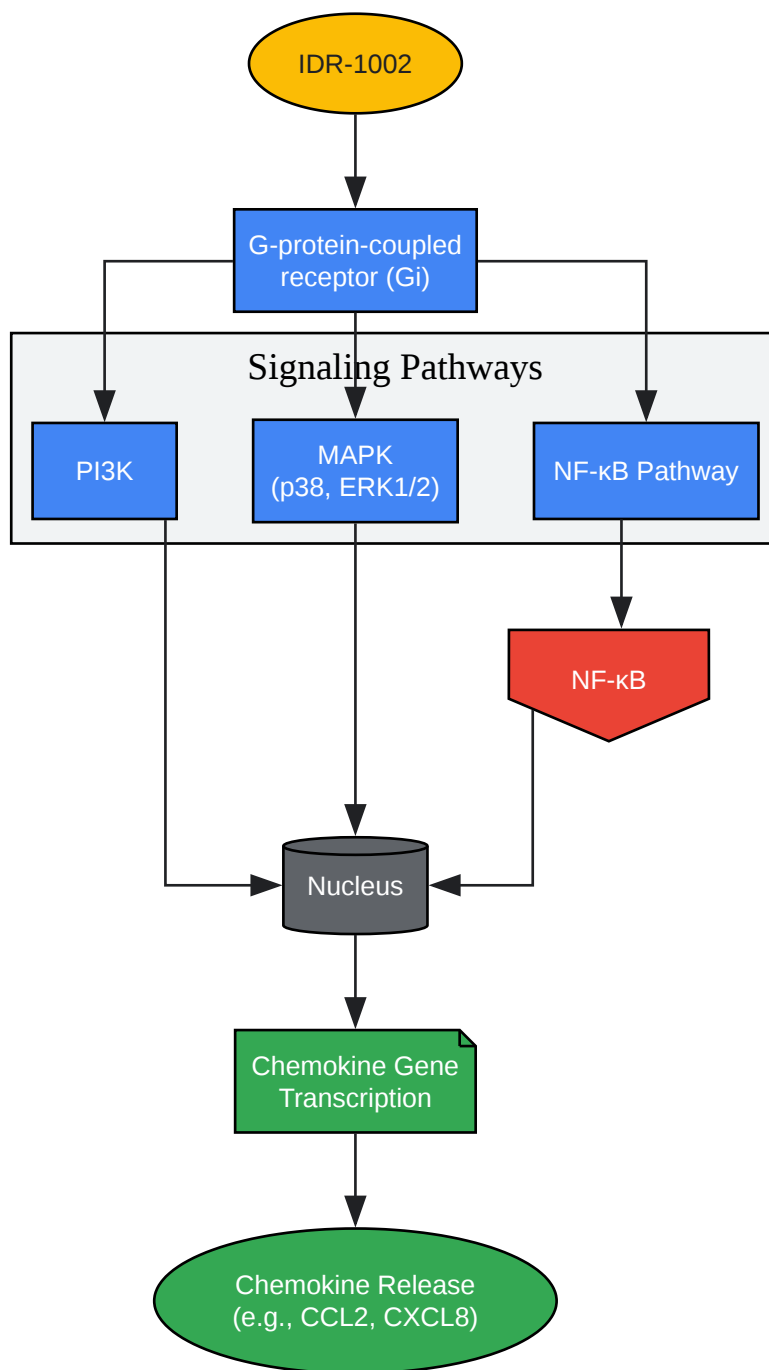 IDR-1002
G-protein-coupled
receptor (Gi)
Signaling Pathways
PI3K
MAPK
(p38, ERK1/2)
NF-κB Pathway
NF-κB
Nucleus
Chemokine Gene
Transcription
Chemokine Release
(e.g., CCL2, CXCL8)